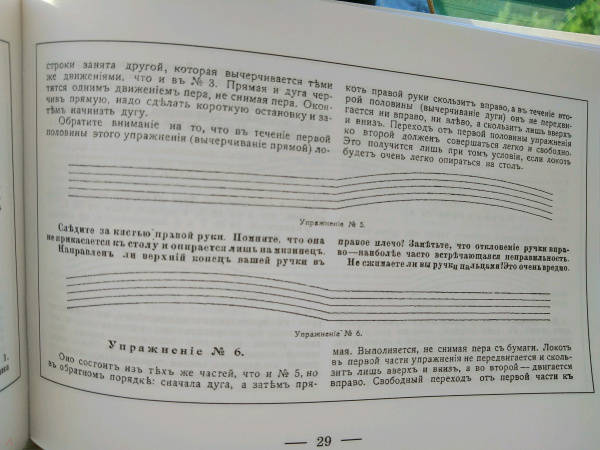 строки занята другой, которая вычерчивается тѣми
же движеніями, что и въ № 3. Прямая и дуга чер-
тятся однимъ движеніемъ пера, не снимая пера. Окон-
чивъ прямую, надо сдѣлать короткую остановку и за-
тѣмъ начинать дугу.
Обратите вниманіе на то, что въ теченіе первой
половины этого упражненія (вычерчиваніе прямой) ло-
коть правой руки скользитъ вправо, а въ теченіе вто-
рой половины (вычерчиваніе дуги) онъ не передви-
гается ни вправо, ни влѣво, а скользитъ лишь вверхъ
и внизъ. Переходъ отъ первой половины упражненія
ко второй долженъ совершаться легко и свободно.
Это получится лишь при томъ условіи, если локоть
будетъ очень легко опираться на столъ.
Упражненіе № 5.
Слѣдите за кистью правой руки. Помните, что она
не прикасается къ столу и опирается лишь на мизинецъ.
Направленъ ли верхній конецъ вашей ручки въ
правое плечо? Замѣтьте, что отклоненіе ручки впра-
во—наиболѣе часто встрѣчающаяся неправильность.
Не сжимаете ли вы ручки пальцами? Это очень вредно.
Упражненіе № 6.
Упражненіе № 6.
Оно состоитъ изъ тѣхъ же частей, что и № 5, но
въ обратномъ порядкѣ: сначала дуга, а затѣмъ пря-
мая. Выполняется, не снимая пера съ бумаги. Локоть
въ первой части упражненія не передвигается и сколь-
зитъ лишь вверхъ и внизъ, а во второй — двигается
вправо. Свободный переходъ отъ первой части къ
— 29 —